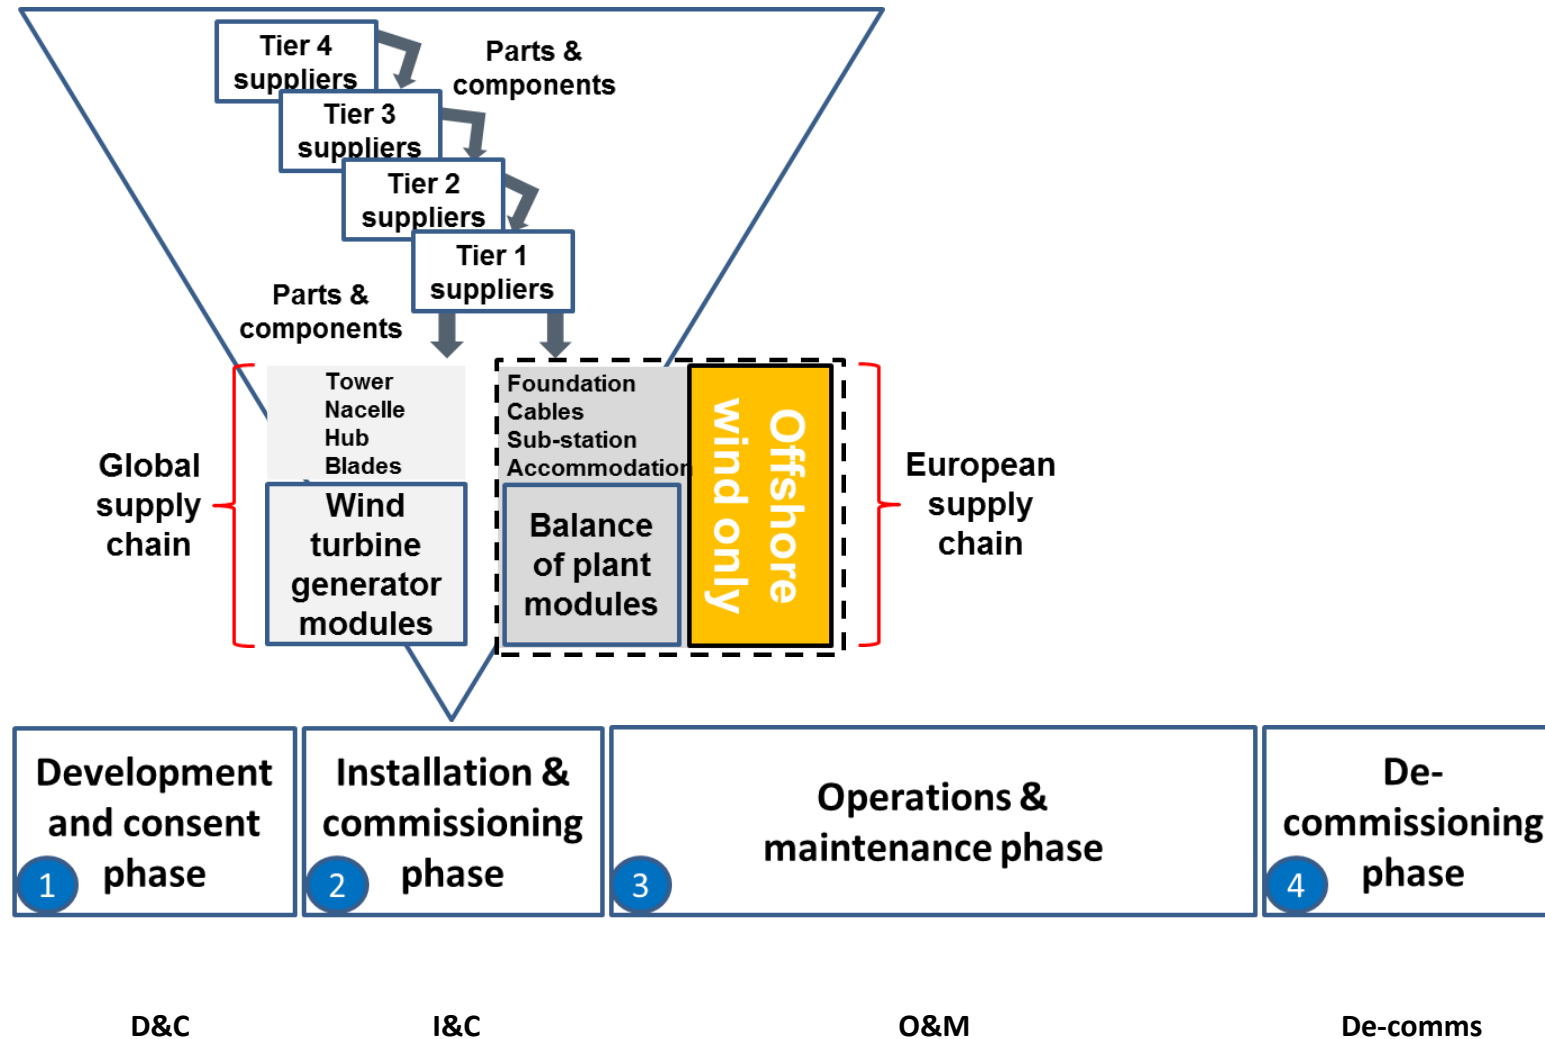 Tier 4
suppliers
Parts &
components
Tier 3
suppliers
Tier 2
suppliers
Tier 1
suppliers
Parts &
components
Tower
Nacelle
Hub
Blades
Foundation
Cables
Sub-station
Accommodation
Offshore
wind only
Global
supply
chain
European
supply
chain
Wind
turbine
generator
modules
Balance
of plant
modules
Development
and consent
phase
1
Installation &
commissioning
phase
2
Operations &
maintenance phase
3
De-
commissioning
phase
4
D&C
I&C
O&M
De-comms